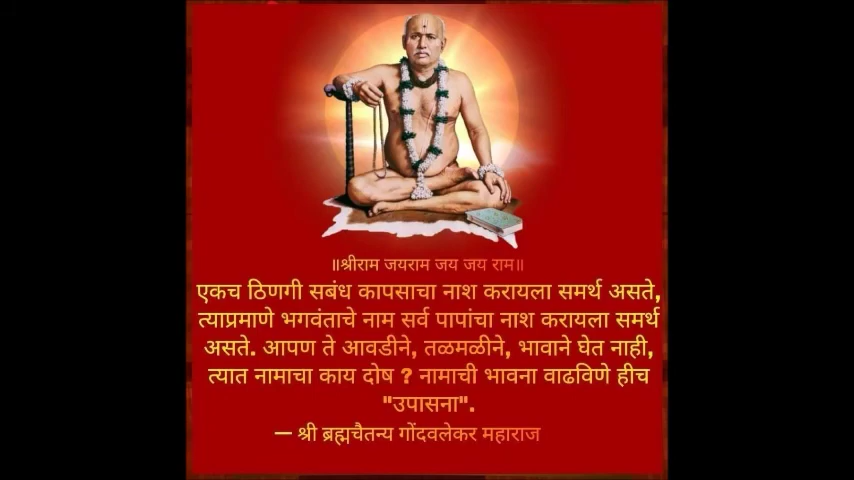 ॥श्रीराम जयराम जय जय राम॥
एकच ठिणगी सबंध कापसाचा नाश करायला समर्थ असते,
त्याप्रमाणे भगवंताचे नाम सर्व पापांचा नाश करायला समर्थ
असते. आपण ते आवडीने, तळमळीने, भावाने घेत नाही,
त्यात नामाचा काय दोष ? नामाची भावना वाढविणे हीच
"उपासना".
— श्री ब्रह्मचैतन्य गोंदवलेकर महाराज